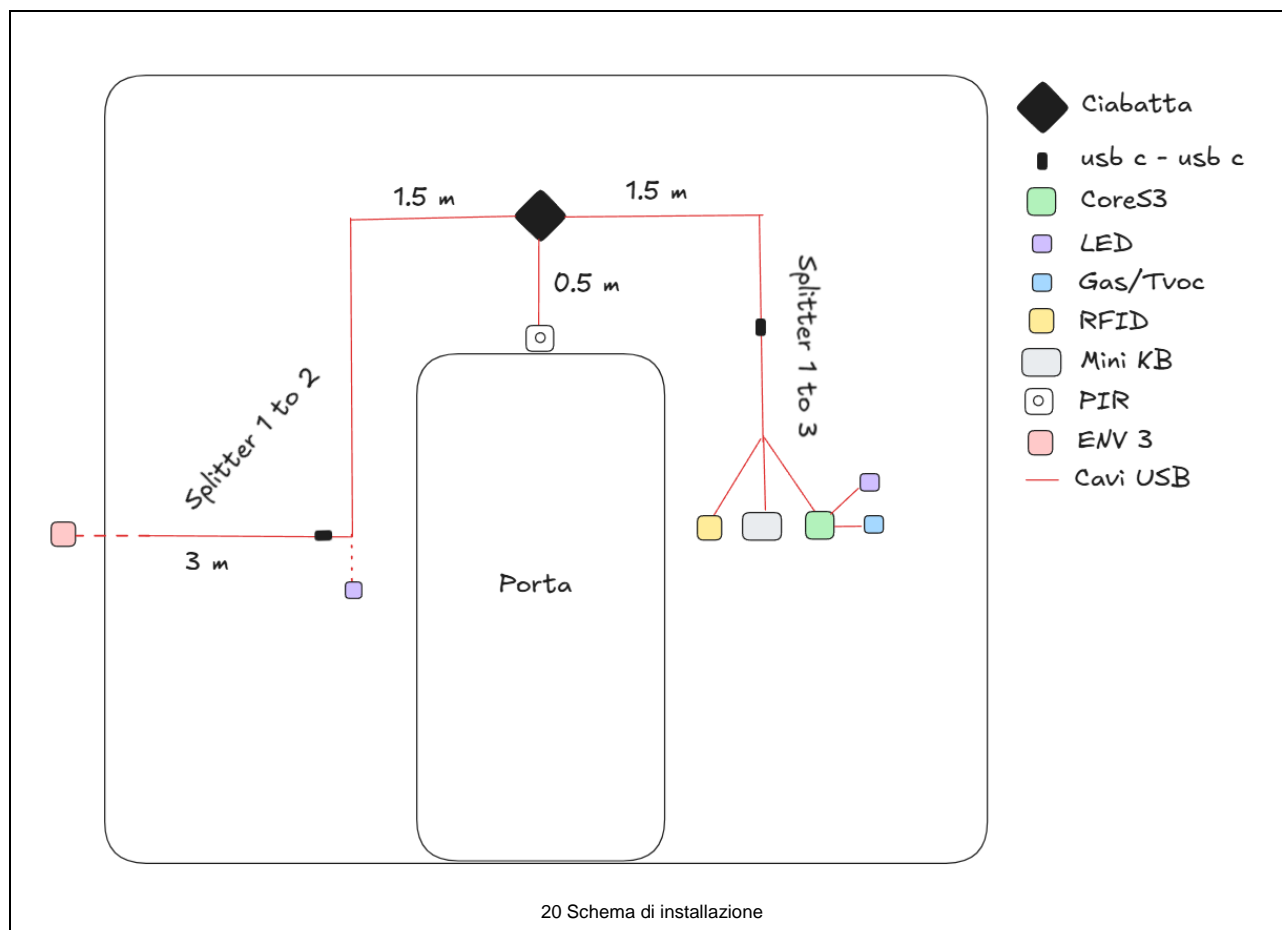 1.5 m
1.5 m
0.5 m
Splitter 1 to 2
Splitter 1 to 3
3 m
Porta
Ciabatta
usb c - usb c
CoreS3
LED
Gas/Tvoc
RFID
Mini KB
PIR
ENV 3
Cavi USB
20 Schema di installazione